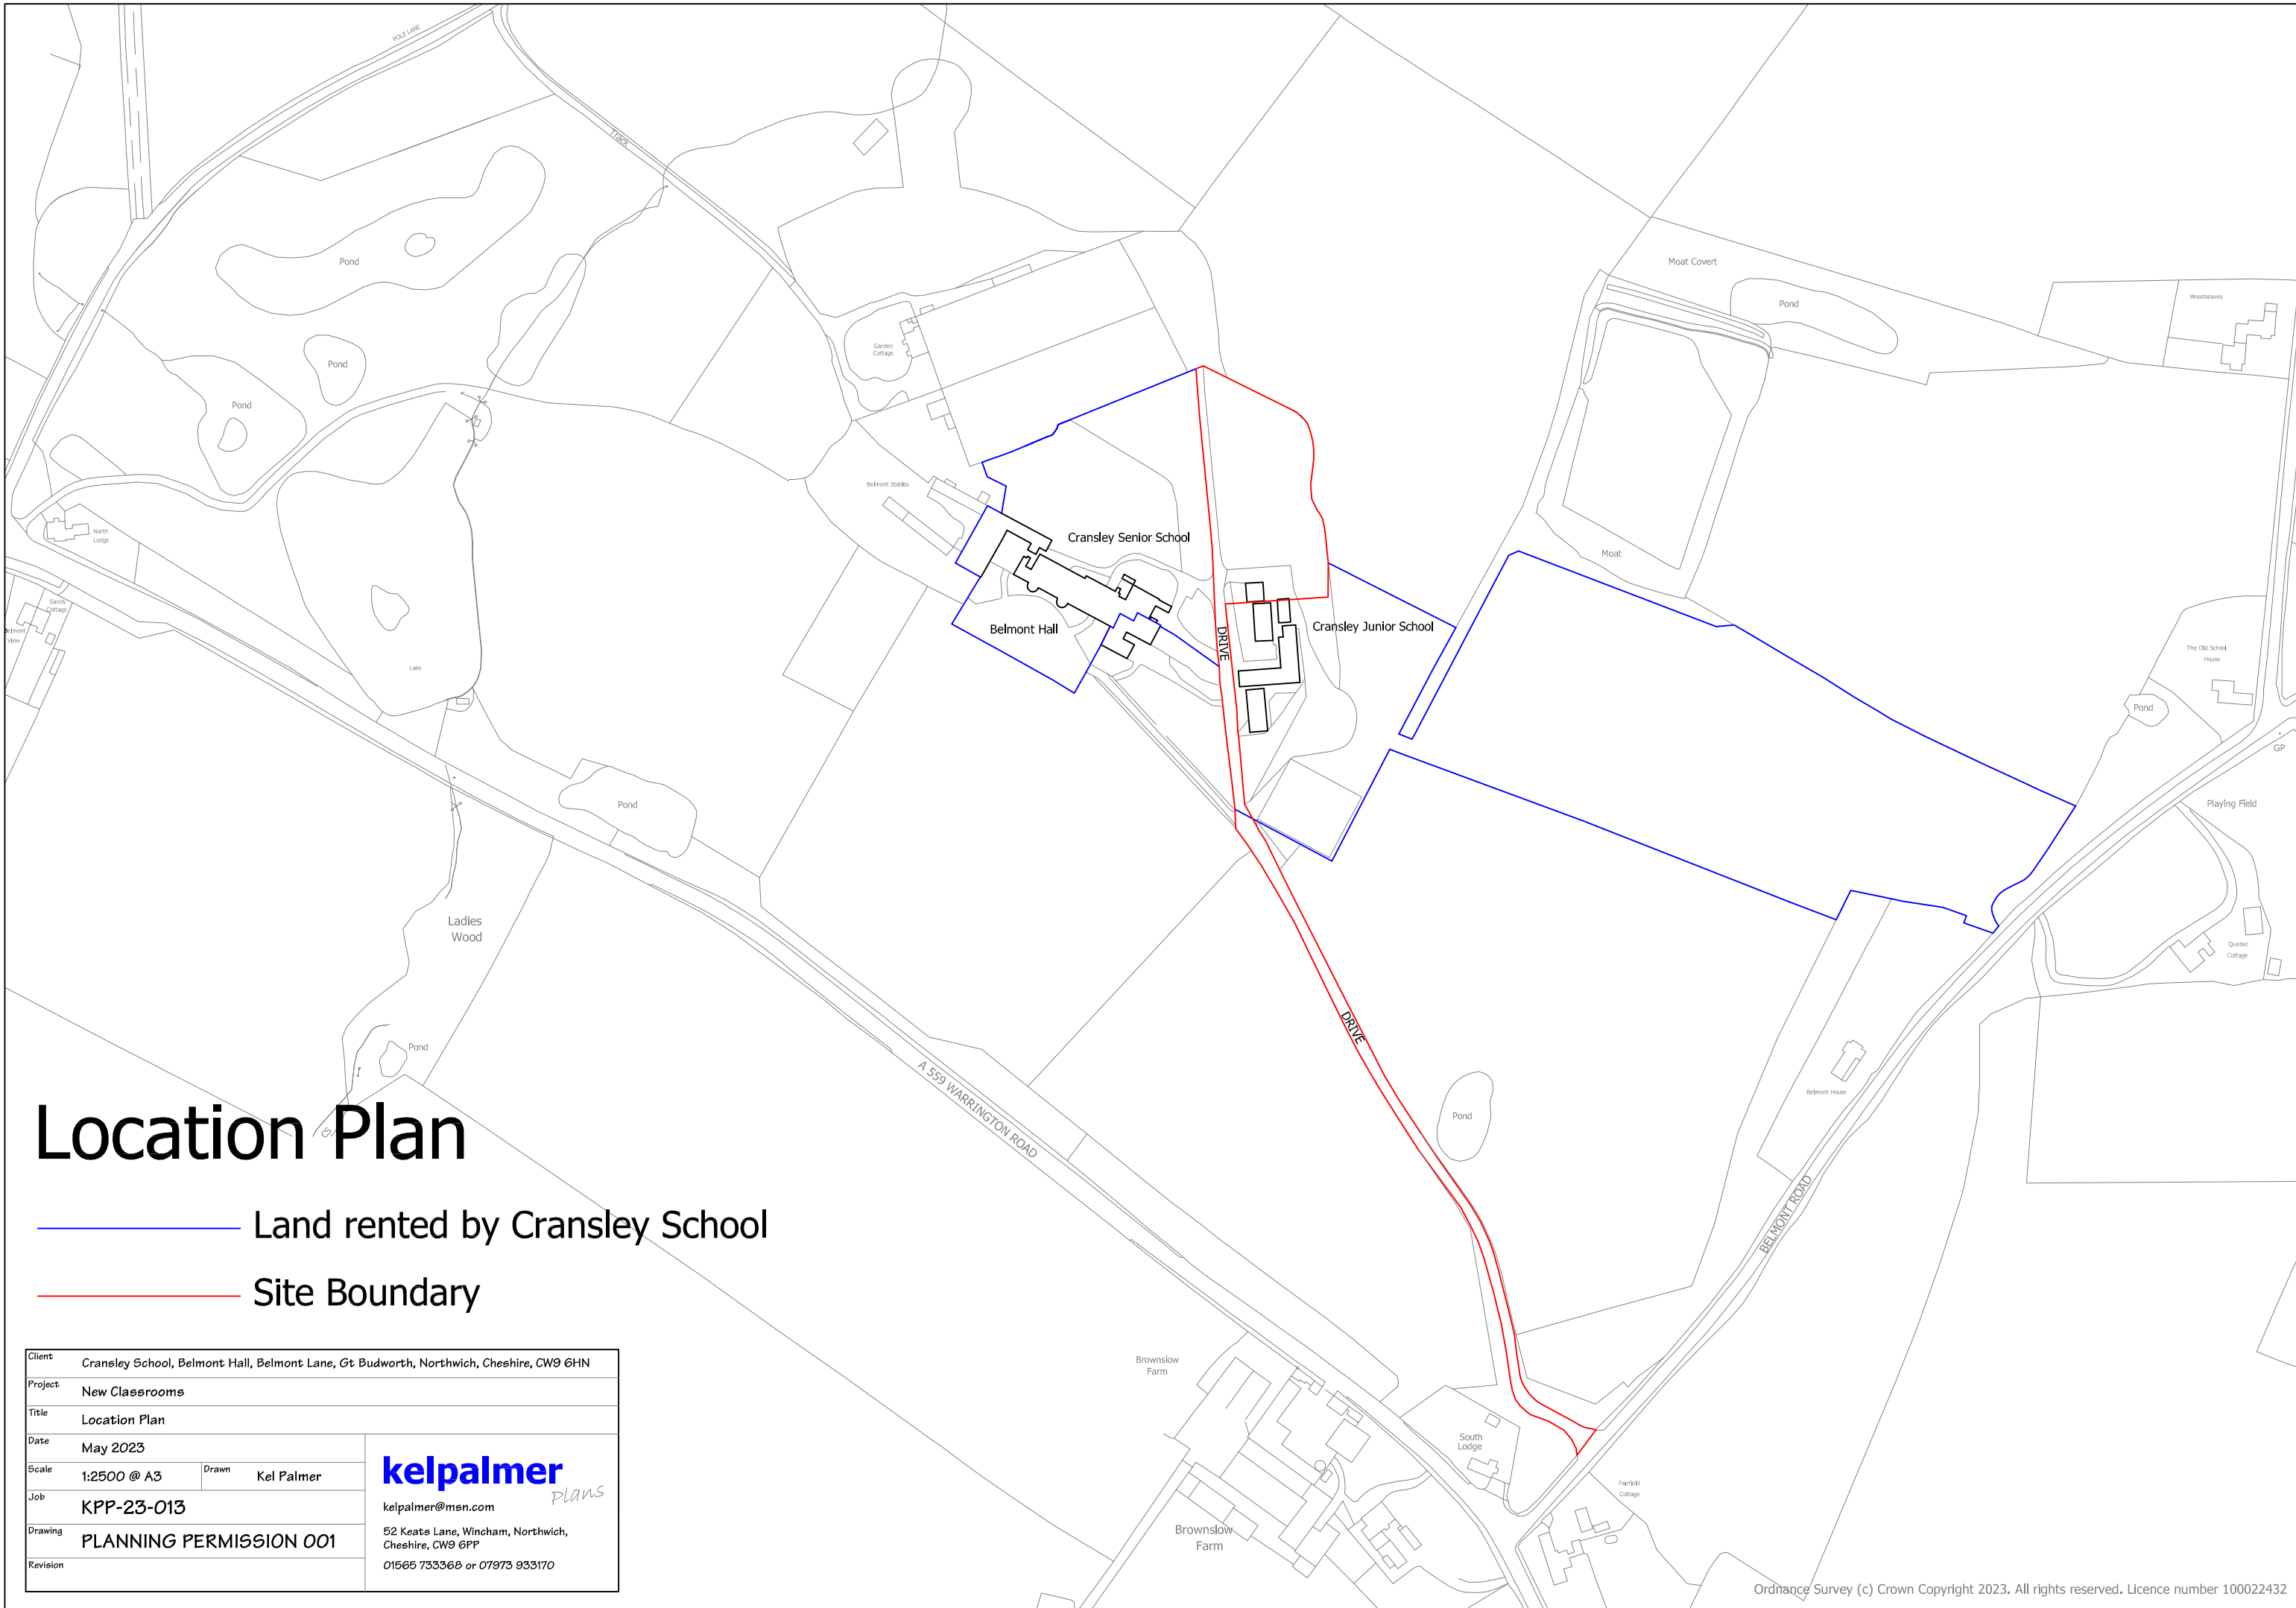 POLE LANE
Track
Pond
Moat Covert
Pond
Woodseaves
Garden
Cottage
Pond
Pond
Belmont Stables
North
Lodge
Cransley Senior School
Moat
Sandy
Cottage
Belmont
View
Belmont Hall
DRIVE
Cransley Junior School
Lake
The Old School
House
Pond
GP
Pond
Playing Field
Ladies
Wood
Quebec
Cottage
DRIVE
Pond
A 559 WARRINGTON ROAD
Pond
Belmont House
BELMONT ROAD
Location Plan
Land rented by Cransley School
Site Boundary
Brownslow
Farm
South
Lodge
Fairfield
Cottage
Brownslow
Farm
Client Cransley School, Belmont Hall, Belmont Lane, Gt Budworth, Northwich, Cheshire, CW9 6HN
Project New Classrooms
Title Location Plan
Date May 2023
Scale 1:2500 @ A3 Drawn Kel Palmer
Job KPP-23-013
Drawing PLANNING PERMISSION 001
Revision
kelpalmer
Plans
kelpalmer@msn.com
52 Keats Lane, Wincham, Northwich,
Cheshire, CW9 6PP
01565 733368 or 07973 933170
Ordnance Survey (c) Crown Copyright 2023. All rights reserved. Licence number 100022432